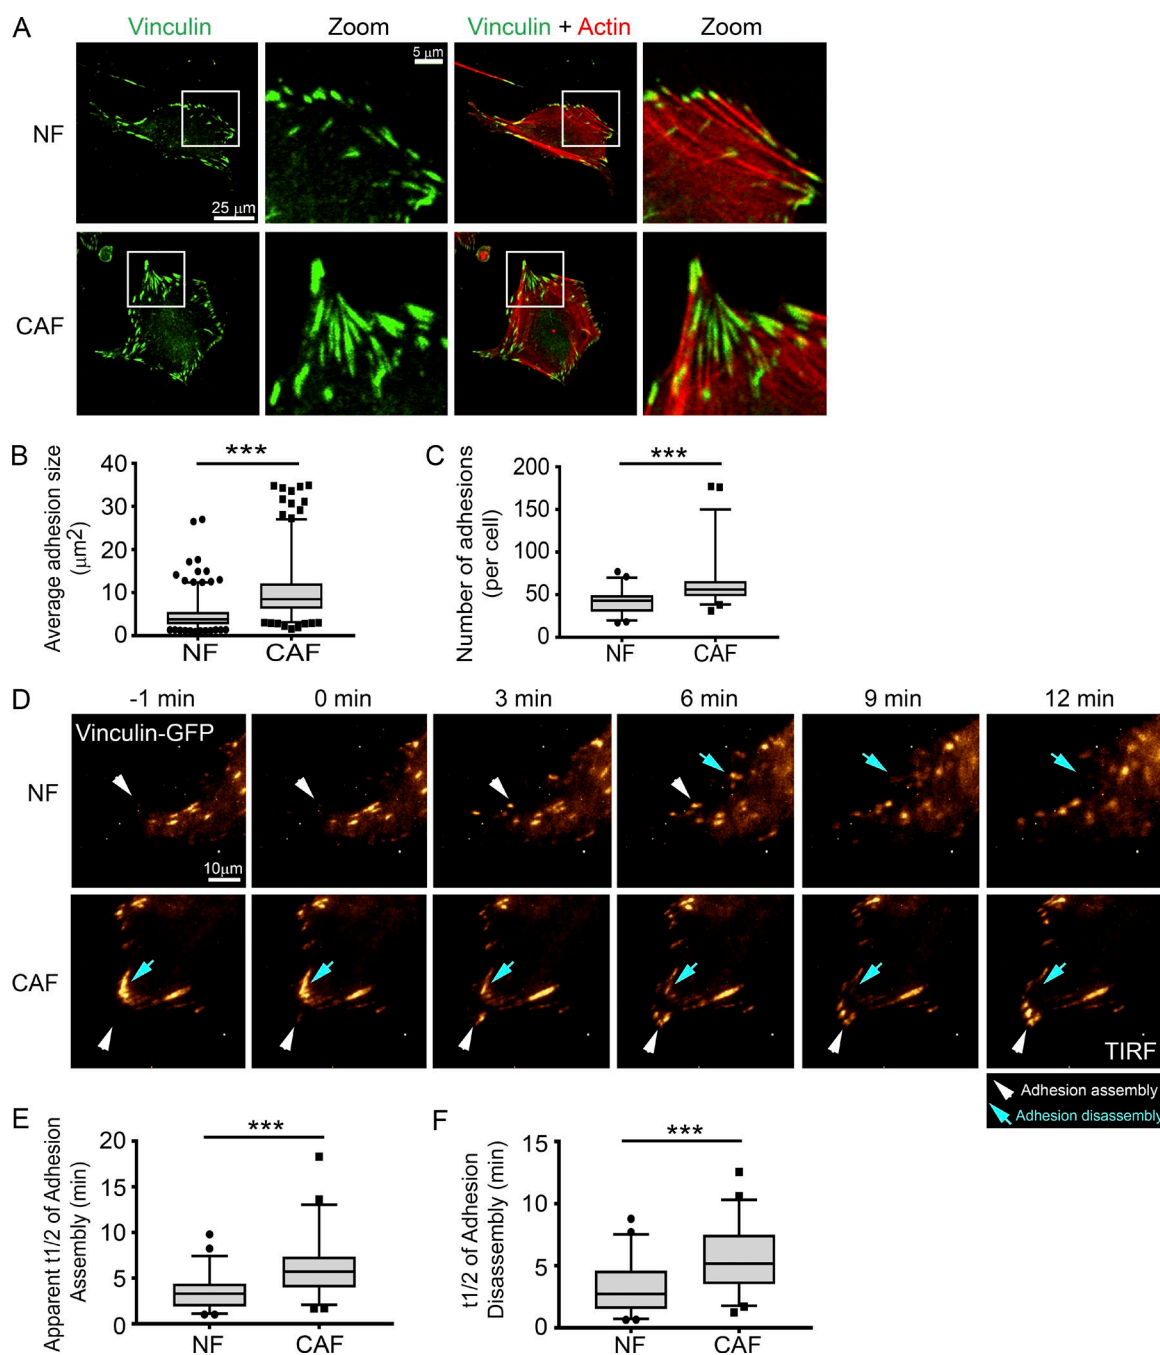 A
Vinculin
Zoom
Vinculin + Actin
Zoom
5 μm
NF
25 μm
CAF
B
Average adhesion size
(μm2)
40
30
20
10
0
***
NF
CAF
C
Number of adhesions
(per cell)
200
150
100
50
0
***
NF
CAF
D
-1 min
0 min
3 min
6 min
9 min
12 min
Vinculin-GFP
NF
10μm
CAF
TIRF
Adhesion assembly
Adhesion disassembly
E
Apparent t1/2 of Adhesion
Assembly (min)
20
15
10
5
0
***
NF
CAF
F
t1/2 of Adhesion
Disassembly (min)
15
10
5
0
***
NF
CAF